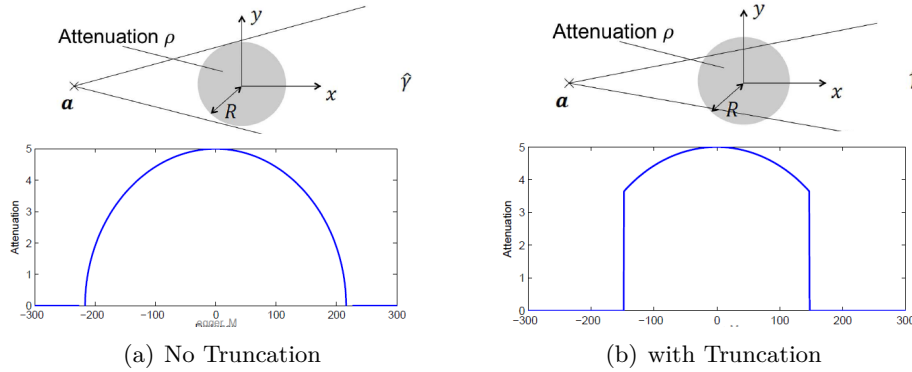 y
Attenuation ρ
a
R
x
γ̂
5
4
3
2
1
0
Attenuation
−300
−200
−100
0
100
200
300
(a) No Truncation
y
Attenuation ρ
a
R
x
5
4
3
2
1
0
Attenuation
−300
−200
−100
0
100
200
300
(b) with Truncation